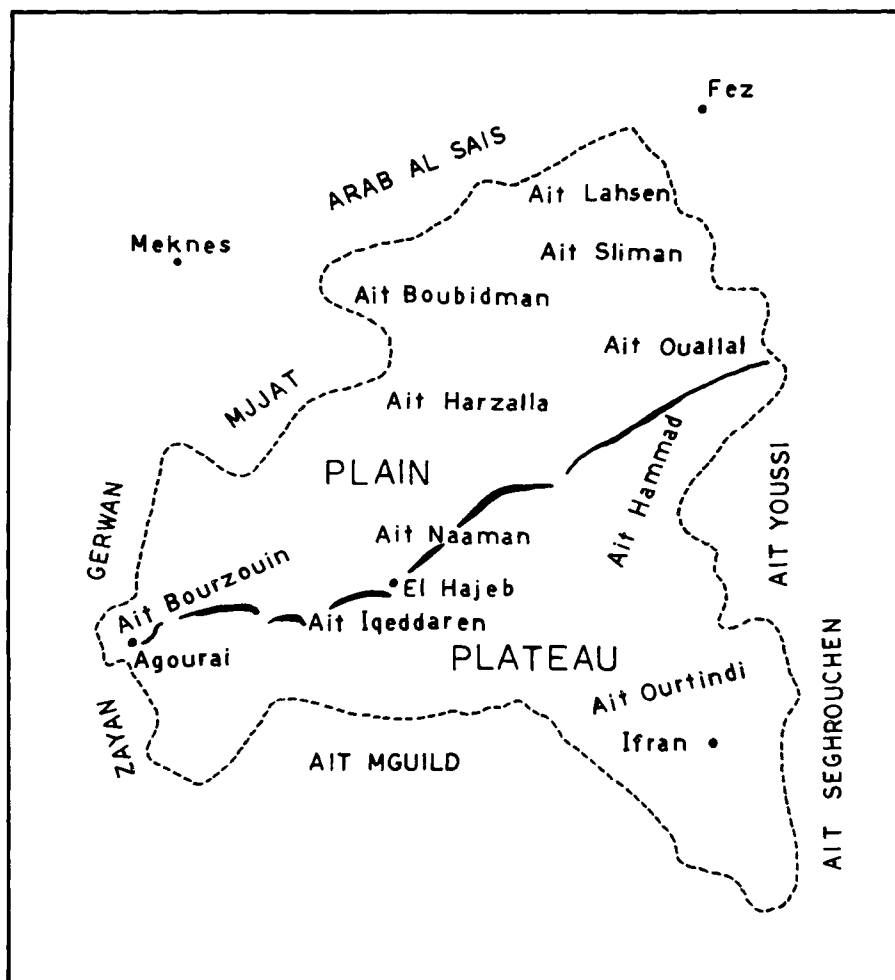 Fez
ARAB AL SAIS
Ait Lahsen
Meknes
Ait Sliman
Ait Boubidman
Ait Ouallal
MJJAT
Ait Harzalla
PLAIN
Ait Hammad
AIT YOUSSI
GERWAN
Ait Naaman
El Hajeb
Ait Bourzouin
Ait Iqeddaren
Agourai
PLATEAU
Ait Ourtindi
ZAYAN
Ifran
AIT MGUILD
AIT SEGHROUCHEN